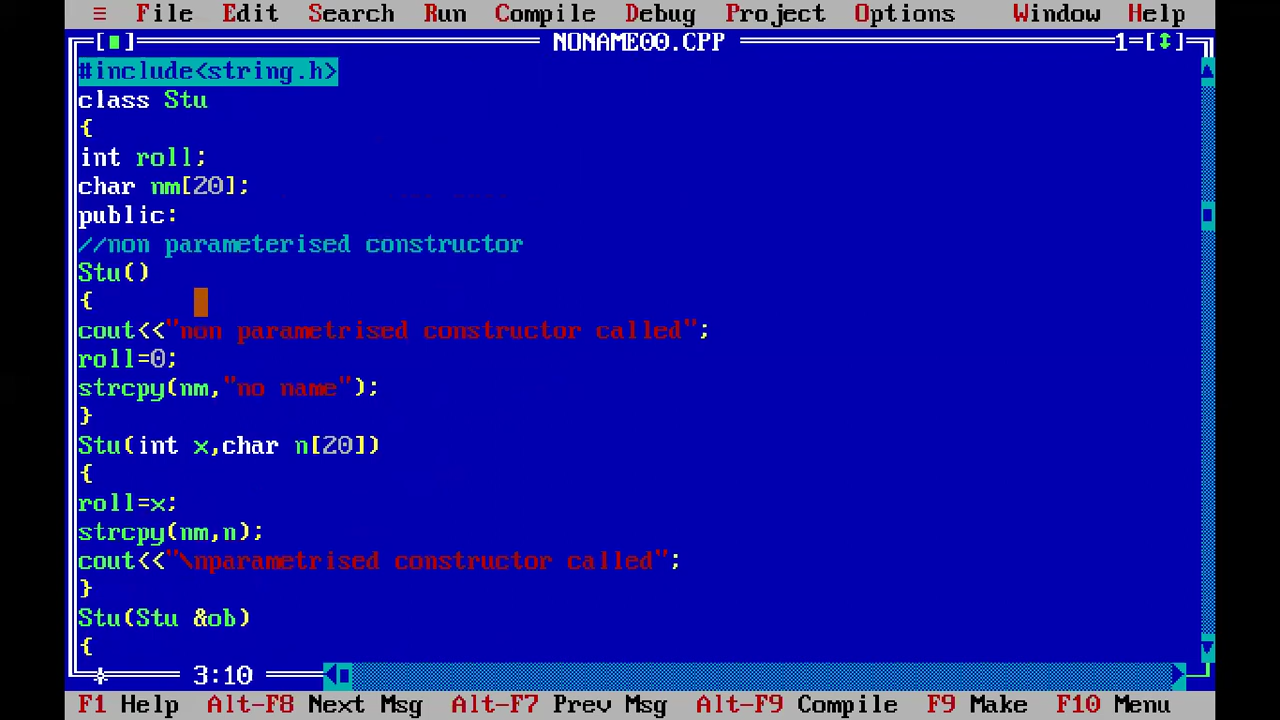 ≡ File Edit Search Run Compile Debug Project Options Window Help
[■] NONAME00.CPP 1=[↕]
#include<string.h>
class Stu
{
int roll;
char nm[20];
public:
//non parameterised constructor
Stu()
{
cout<<"non parametrised constructor called";
roll=0;
strcpy(nm,"no name");
}
Stu(int x,char n[20])
{
roll=x;
strcpy(nm,n);
cout<<"\nparametrised constructor called";
}
Stu(Stu &ob)
{
3:10
F1 Help Alt-F8 Next Msg Alt-F7 Prev Msg Alt-F9 Compile F9 Make F10 Menu